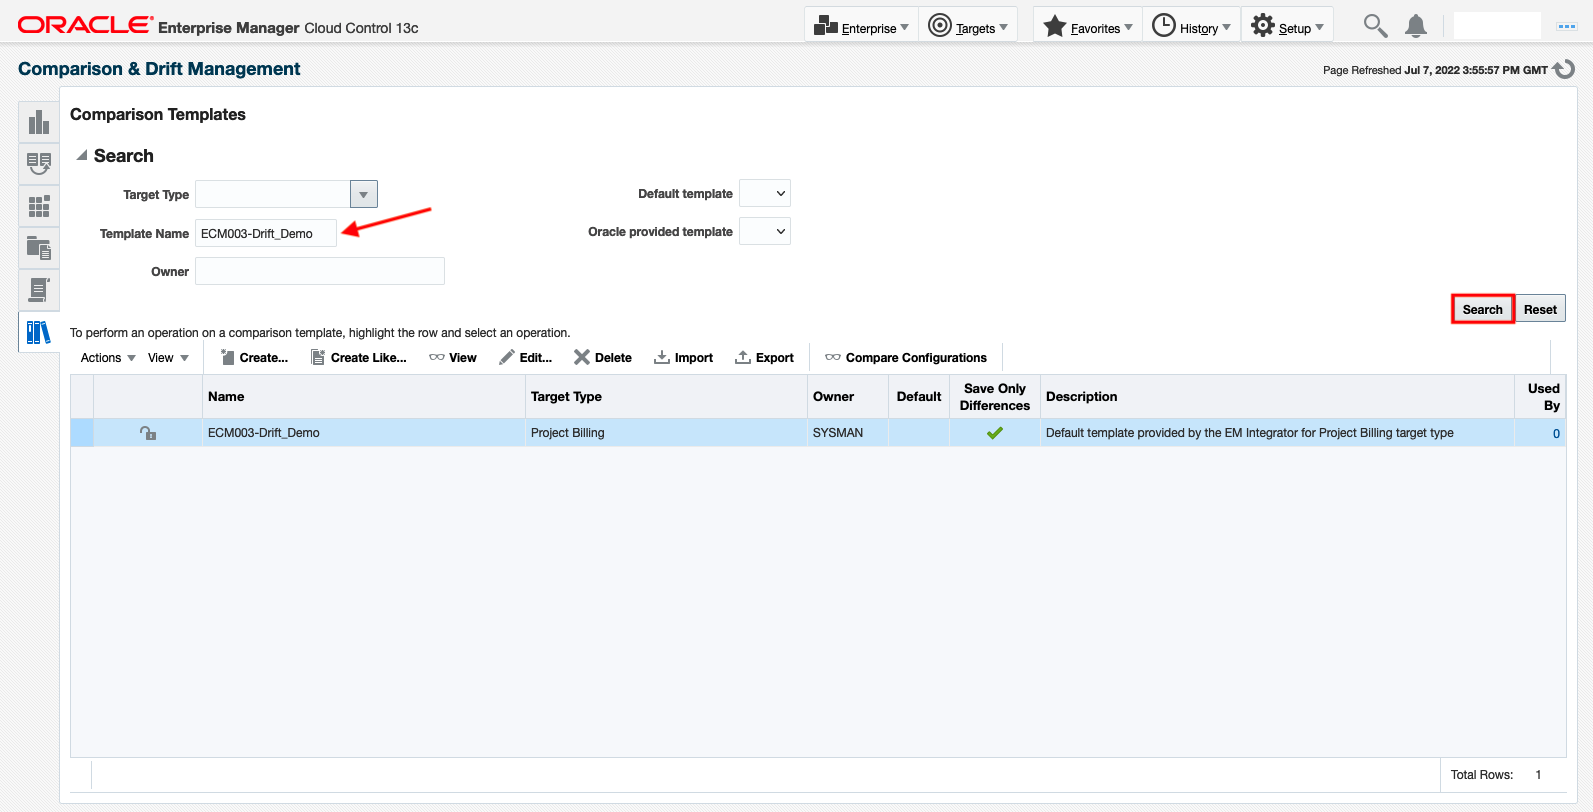 ORACLE® Enterprise Manager Cloud Control 13c
Enterprise Targets Favorites History Setup
Comparison & Drift Management
Page Refreshed Jul 7, 2022 3:55:57 PM GMT
Comparison Templates
Search
Target Type
Default template
Template Name ECM003-Drift_Demo
Oracle provided template
Owner
Search Reset
To perform an operation on a comparison template, highlight the row and select an operation.
Actions View Create... Create Like... View Edit... Delete Import Export Compare Configurations
Name Target Type Owner Default Save Only Differences Description Used By
ECM003-Drift_Demo Project Billing SYSMAN Default template provided by the EM Integrator for Project Billing target type 0
Total Rows: 1